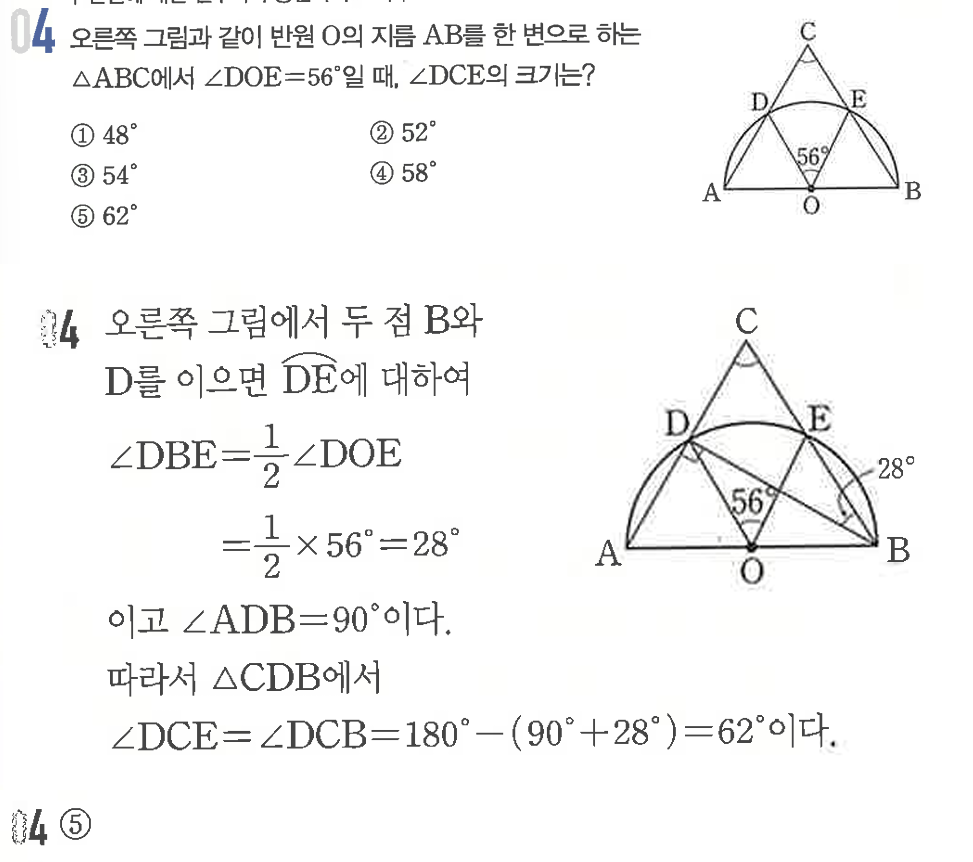 04 오른쪽 그림과 같이 반원 O의 지름 AB를 한 변으로 하는
△ABC에서 ∠DOE=56°일 때, ∠DCE의 크기는?
① 48° ② 52°
③ 54° ④ 58°
⑤ 62°
C
D E
56°
A O B
04 오른쪽 그림에서 두 점 B와
D를 이으면 \overset{\frown}{DE}에 대하여
∠DBE=\frac{1}{2}∠DOE
=\frac{1}{2}×56°=28°
이고 ∠ADB=90°이다.
따라서 △CDB에서
∠DCE=∠DCB=180°-(90°+28°)=62°이다.
C
D E
28°
56°
A O B
04 ⑤